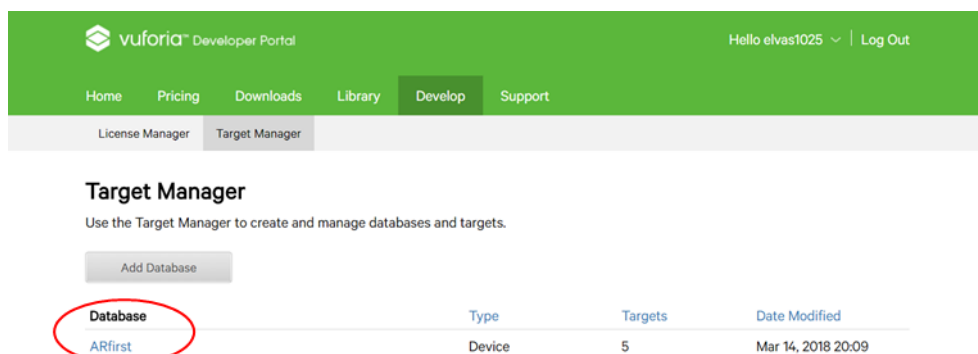 vuforia™ Developer Portal
Hello elvas1025 | Log Out
Home Pricing Downloads Library Develop Support
License Manager Target Manager
Target Manager
Use the Target Manager to create and manage databases and targets.
Add Database
Database Type Targets Date Modified
ARfirst Device 5 Mar 14, 2018 20:09